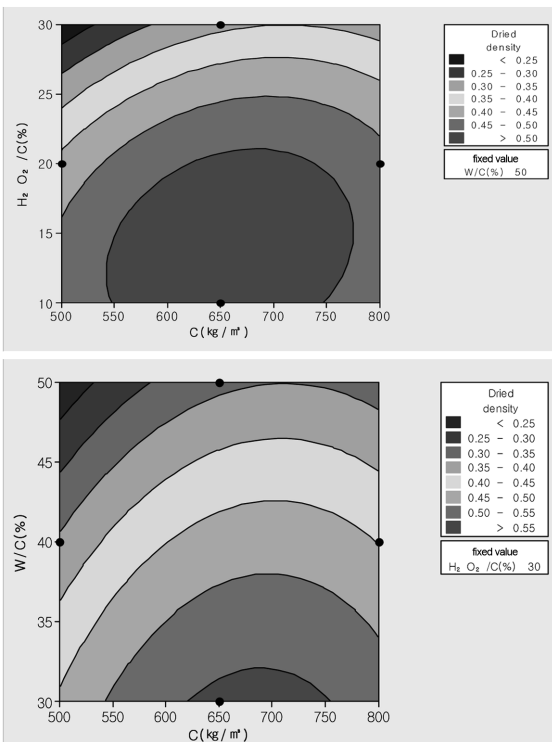 30
25
20
15
10
H₂ O₂ /C(%)
500 550 600 650 700 750 800
C(kg/㎥)
Dried
density
< 0.25
0.25 - 0.30
0.30 - 0.35
0.35 - 0.40
0.40 - 0.45
0.45 - 0.50
> 0.50
fixed value
W/C(%) 50
50
45
40
35
30
W/C(%)
500 550 600 650 700 750 800
C(kg/㎥)
Dried
density
< 0.25
0.25 - 0.30
0.30 - 0.35
0.35 - 0.40
0.40 - 0.45
0.45 - 0.50
0.50 - 0.55
> 0.55
fixed value
H₂ O₂ /C(%) 30